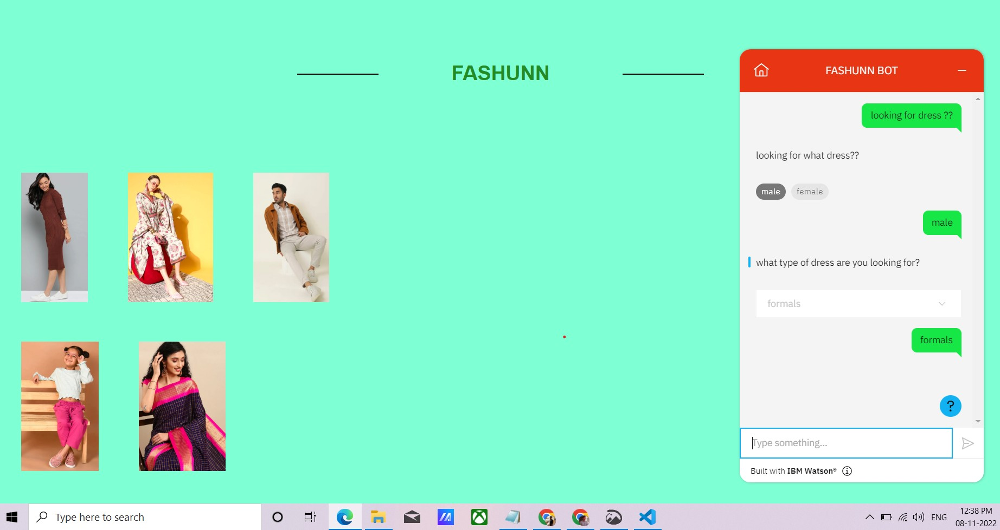 FASHUNN
FASHUNN BOT
looking for dress ??
looking for what dress??
male
female
male
what type of dress are you looking for?
formals
formals
?
Type something...
Built with IBM Watson®
Type here to search
ENG
12:38 PM
08-11-2022